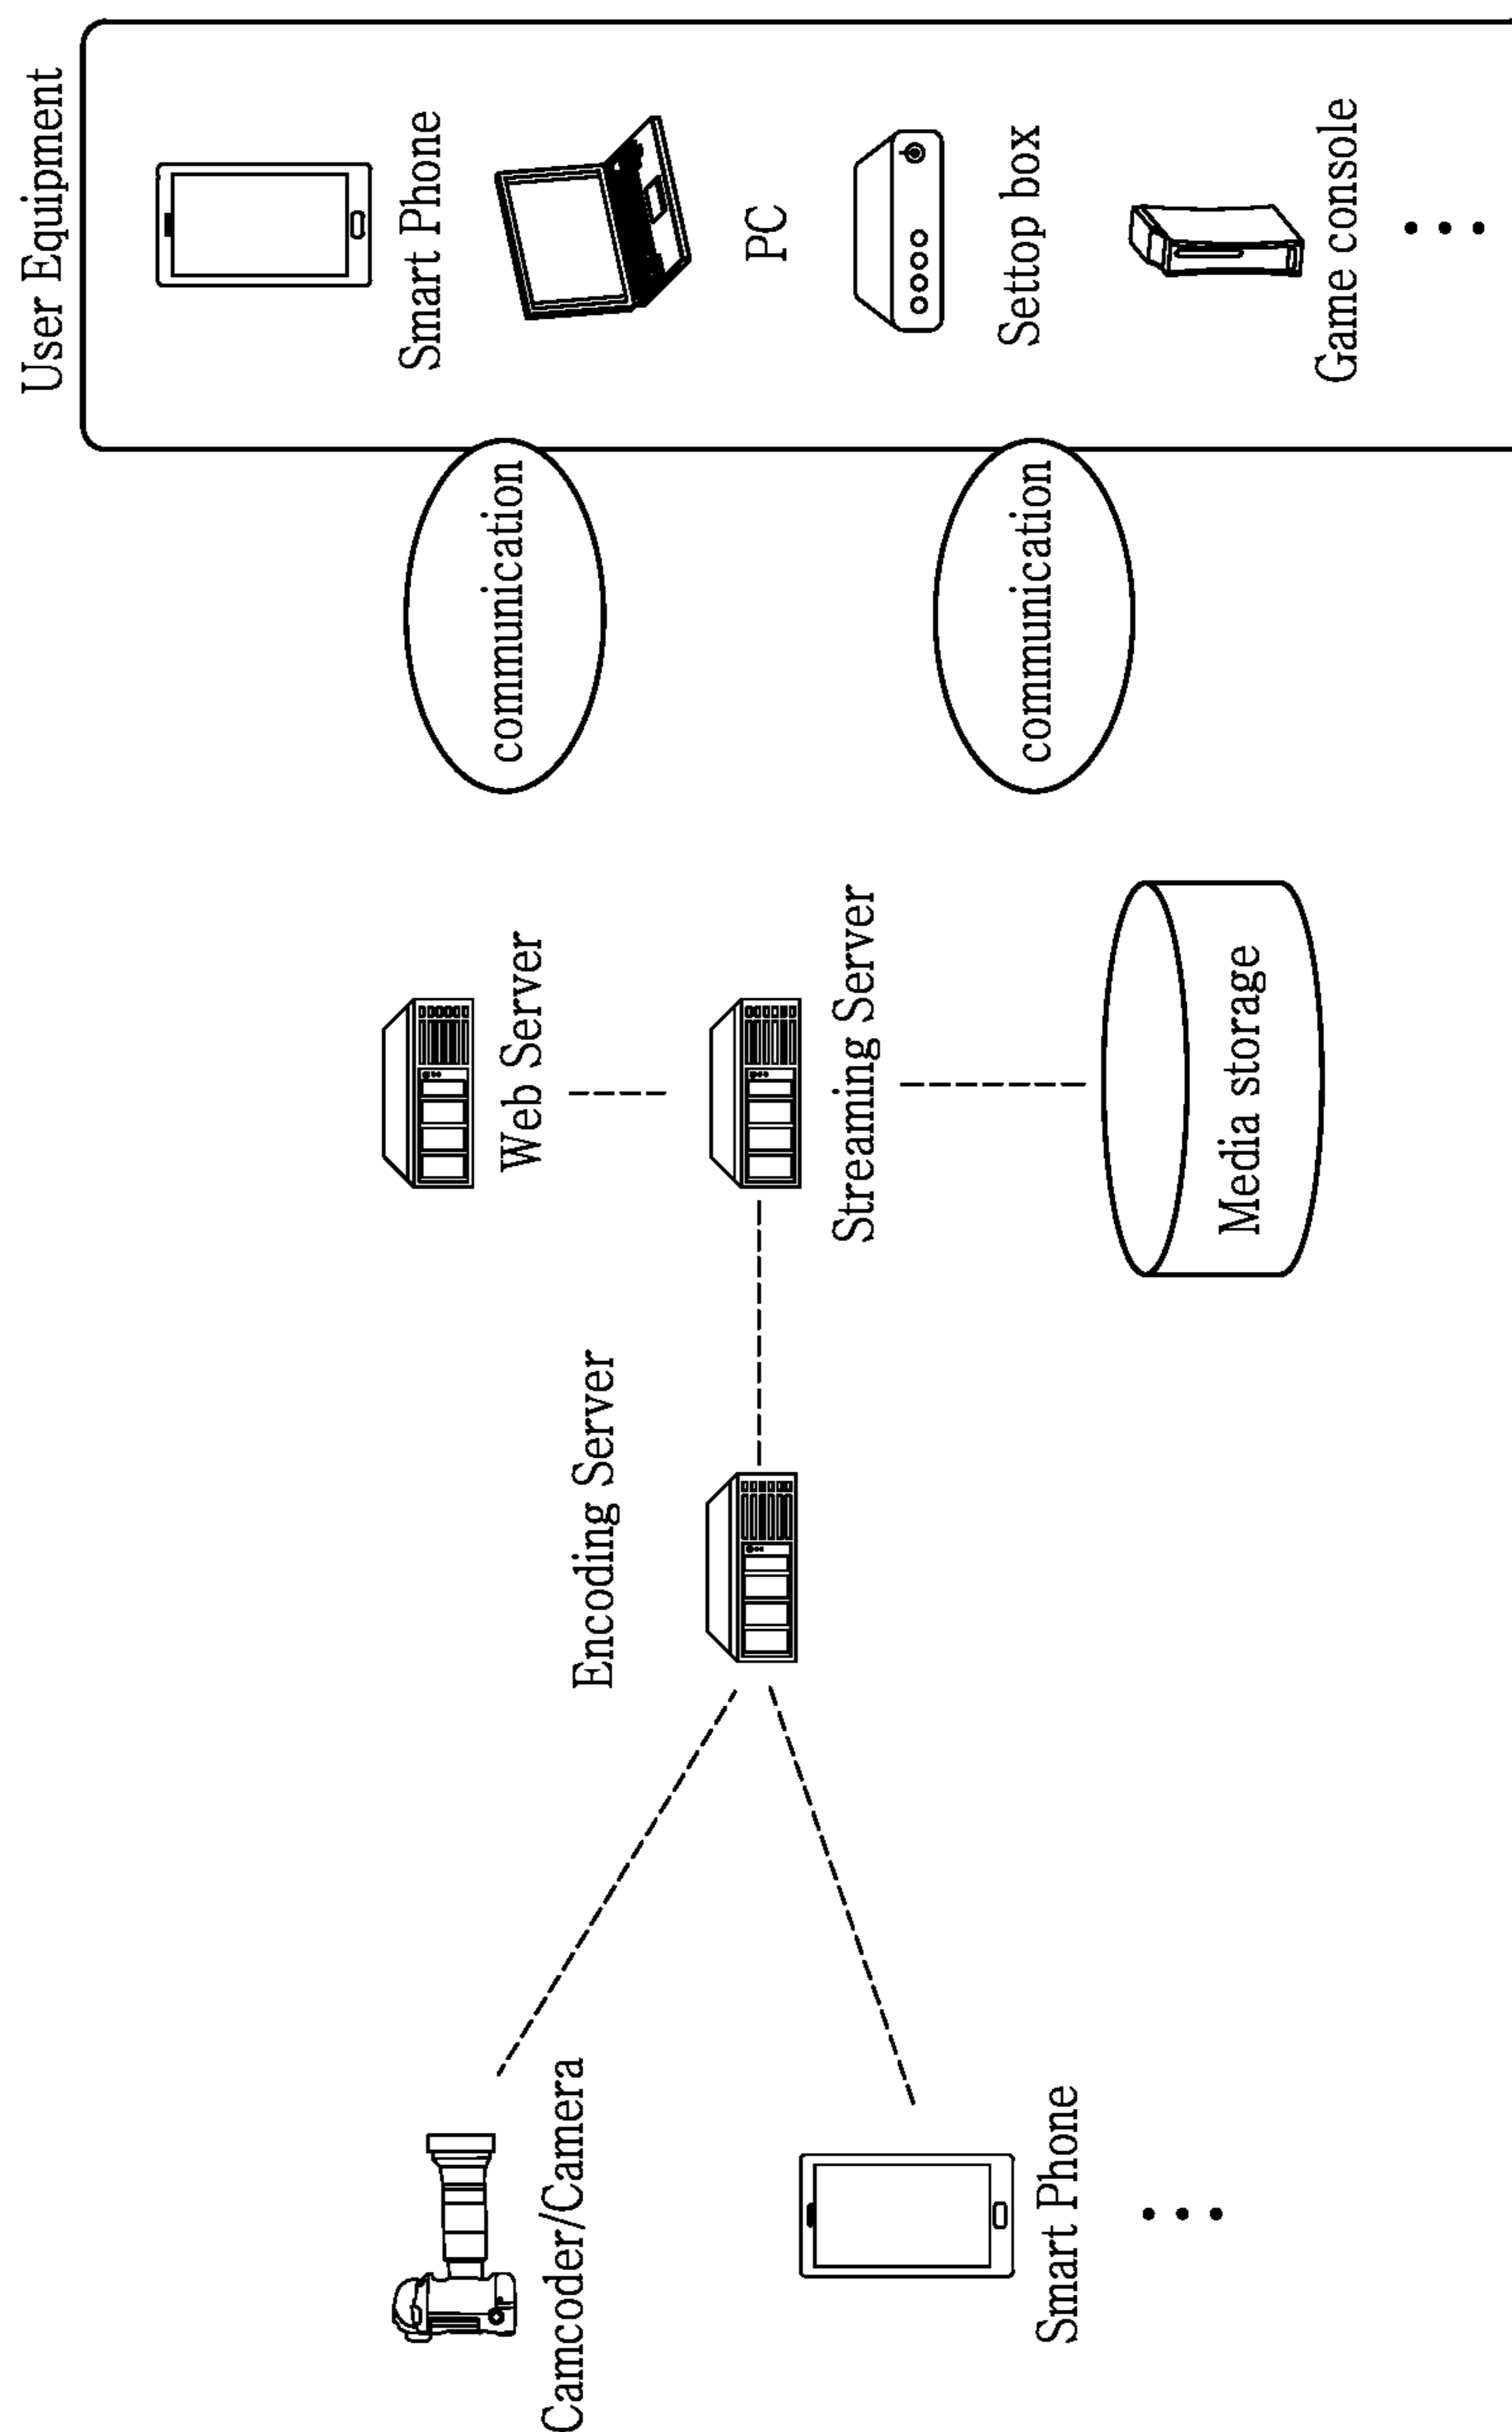 Camcoder/Camera
Smart Phone
Encoding Server
Web Server
Streaming Server
Media storage
communication
communication
User Equipment
Smart Phone
PC
Settop box
Game console